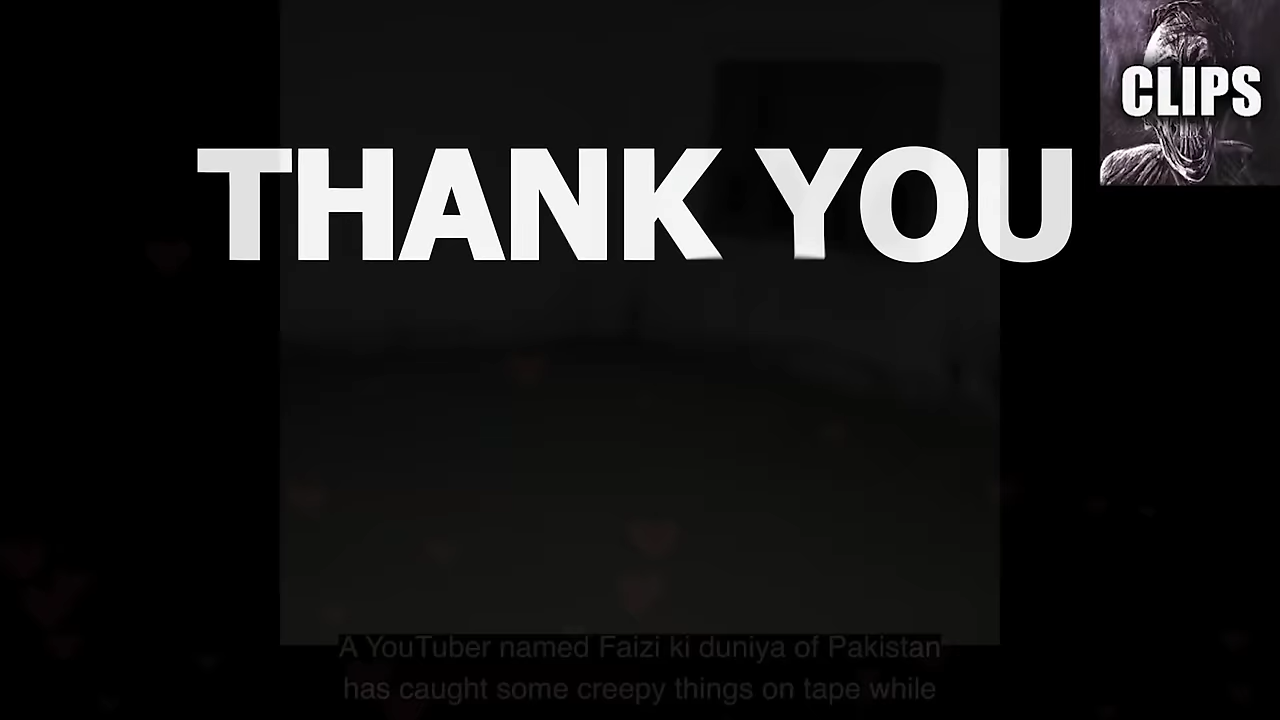 CLIPS
THANK YOU
A YouTuber named Faizi ki duniya of Pakistan
has caught some creepy things on tape while